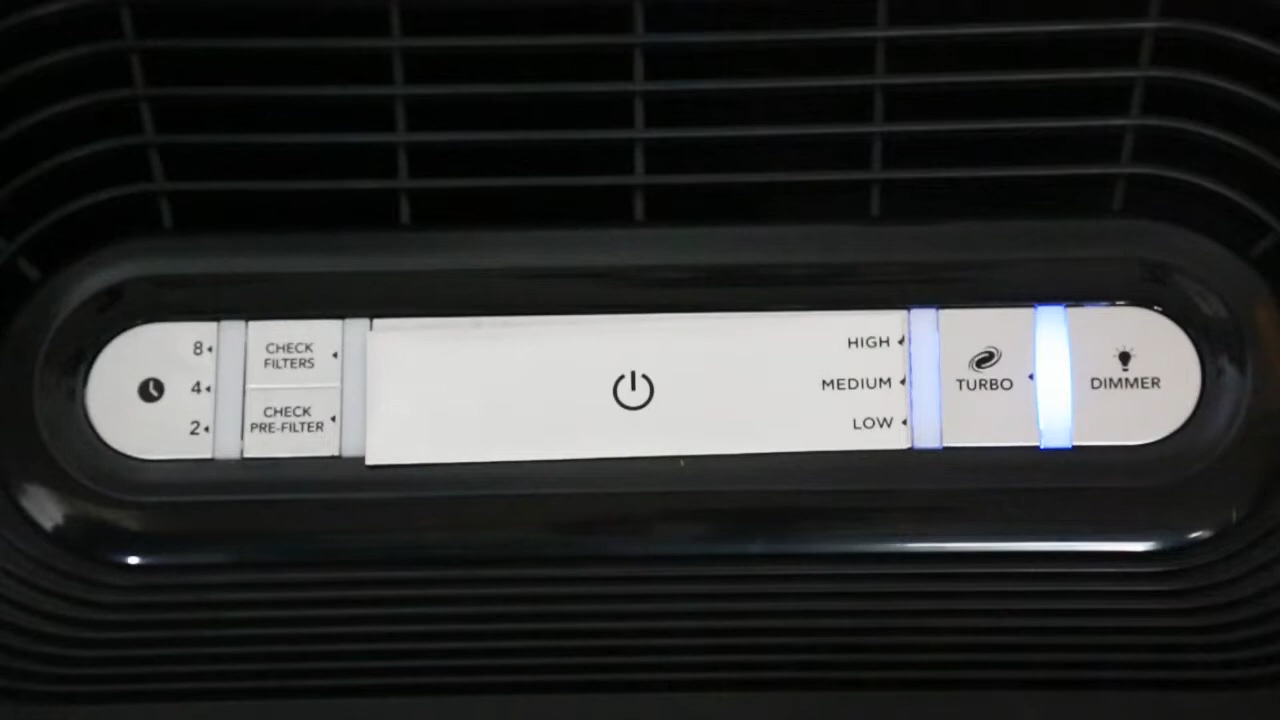 8
4
2
CHECK
FILTERS
CHECK
PRE-FILTER
HIGH
MEDIUM
LOW
TURBO
DIMMER